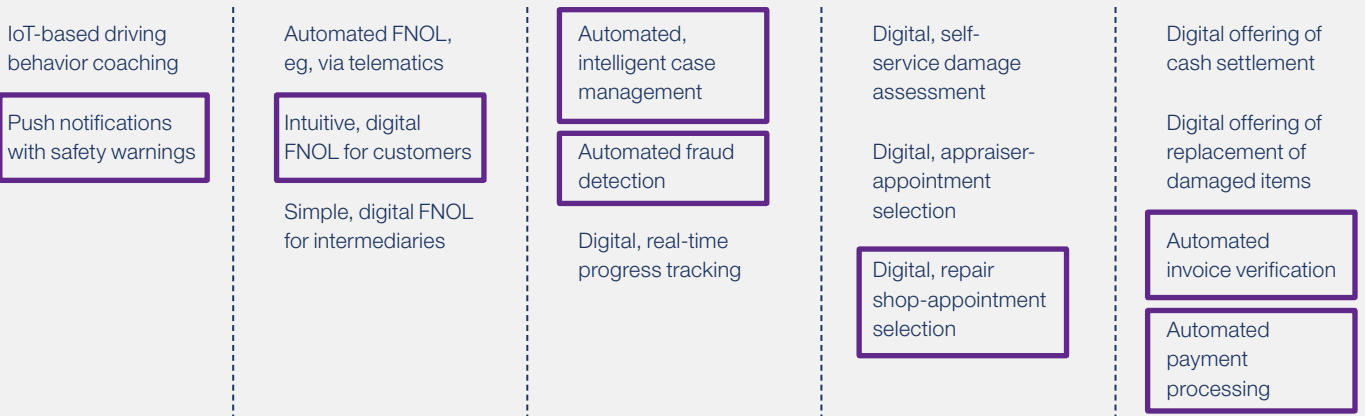 IoT-based driving
behavior coaching
Push notifications
with safety warnings
Automated FNOL,
eg, via telematics
Intuitive, digital
FNOL for customers
Simple, digital FNOL
for intermediaries
Automated,
intelligent case
management
Automated fraud
detection
Digital, real-time
progress tracking
Digital, self-
service damage
assessment
Digital, appraiser-
appointment
selection
Digital, repair
shop-appointment
selection
Digital offering of
cash settlement
Digital offering of
replacement of
damaged items
Automated
invoice verification
Automated
payment
processing